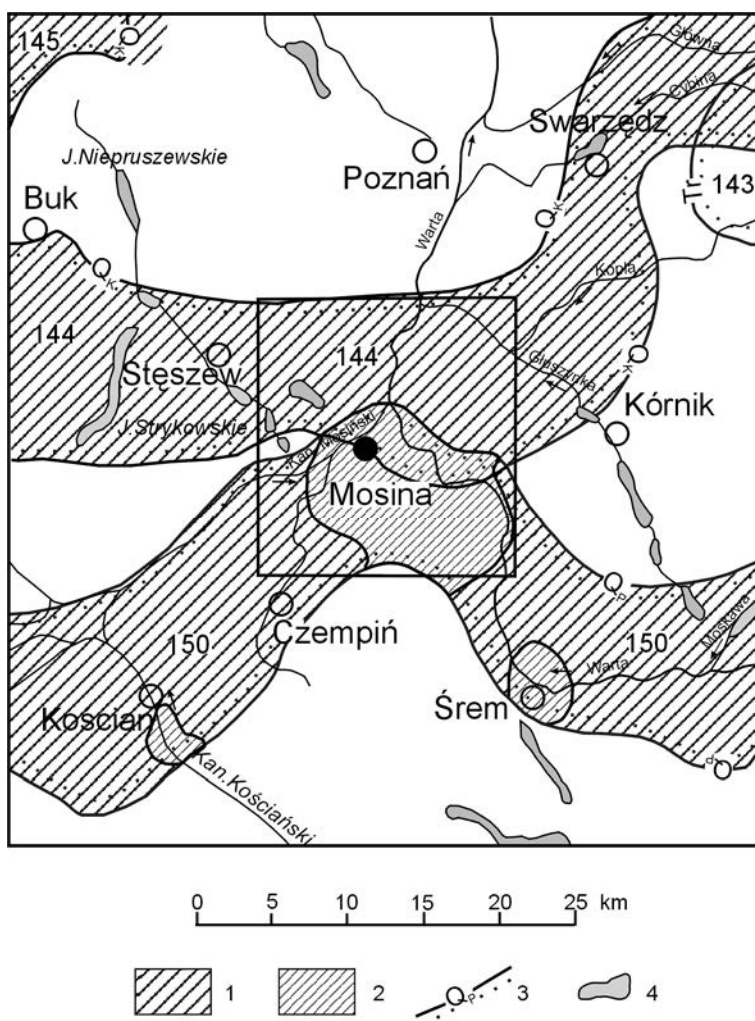 145
Q
K
Główna
Cybina
Swarzędz
J.Niepruszewskie
Poznań
143
Tr
Buk
Warta
Q
K
Q
K
Kopla
144
144
Stęszew
Głuszynka
Q
K
Kórnik
J.Strykowskie
Kan. Mosiński
Mosina
Q
P
Czempiń
150
150
Moskawa
Warta
Kościan
Śrem
Q
P
Kan.Kościański
0 5 10 15 20 25 km
1 Q P 2 3 4